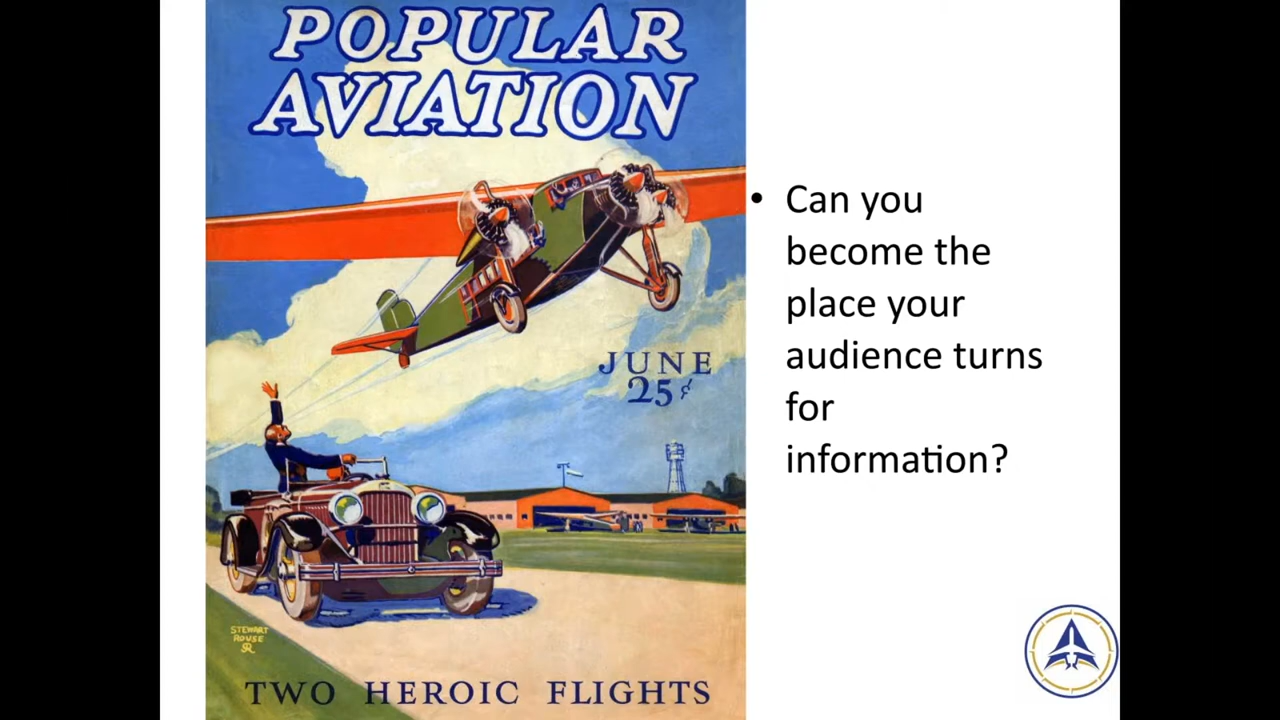 POPULAR
AVIATION
JUNE
25¢
STEWART
ROUSE
SR
TWO HEROIC FLIGHTS
• Can you
become the
place your
audience turns
for
information?